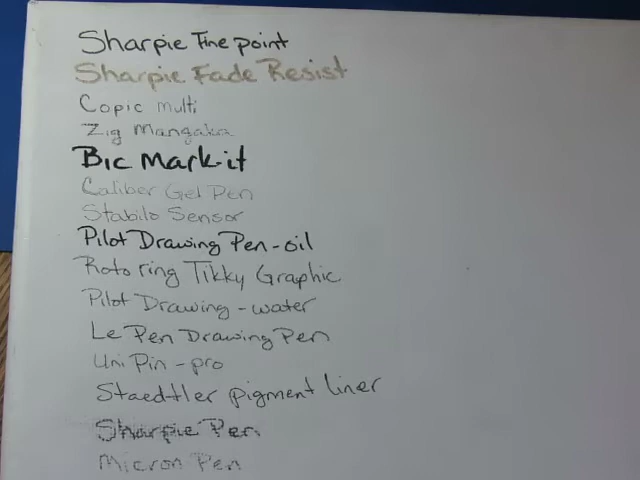 Sharpie Fine point
Sharpie Fade Resist
Copic multi
Zig Mangaka
Bic Mark-it
Caliber Gel Pen
Stabilo Sensor
Pilot Drawing Pen-oil
Rotoring Tikky Graphic
Pilot Drawing - water
Le Pen Drawing Pen
Uni Pin - pro
Staedtler pigment liner
Sharpie Pen
Micron Pen